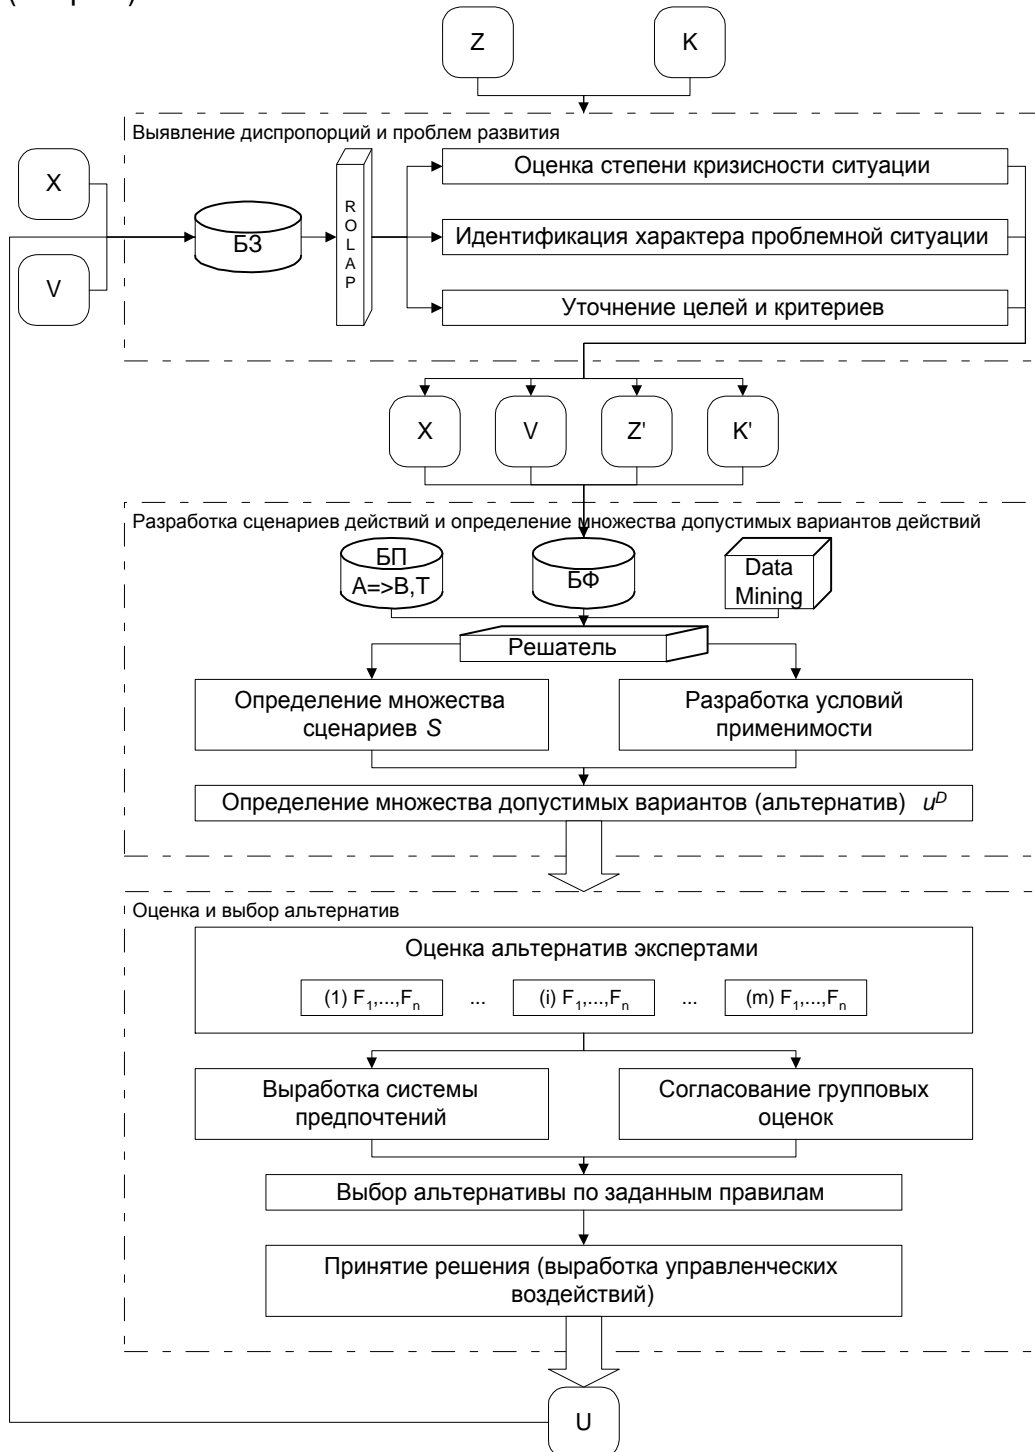 Z
K
Выявление диспропорций и проблем развития
X
V
БЗ
ROLAP
Оценка степени кризисности ситуации
Идентификация характера проблемной ситуации
Уточнение целей и критериев
X
V
Z'
K'
Разработка сценариев действий и определение множества допустимых вариантов действий
БП
A=>B,T
БФ
Data
Mining
Решатель
Определение множества
сценариев S
Разработка условий
применимости
Определение множества допустимых вариантов (альтернатив) u^D
Оценка и выбор альтернатив
Оценка альтернатив экспертами
(1) F₁,...,Fₙ ... (i) F₁,...,Fₙ ... (m) F₁,...,Fₙ
Выработка системы
предпочтений
Согласование групповых
оценок
Выбор альтернативы по заданным правилам
Принятие решения (выработка управленческих
воздействий)
U